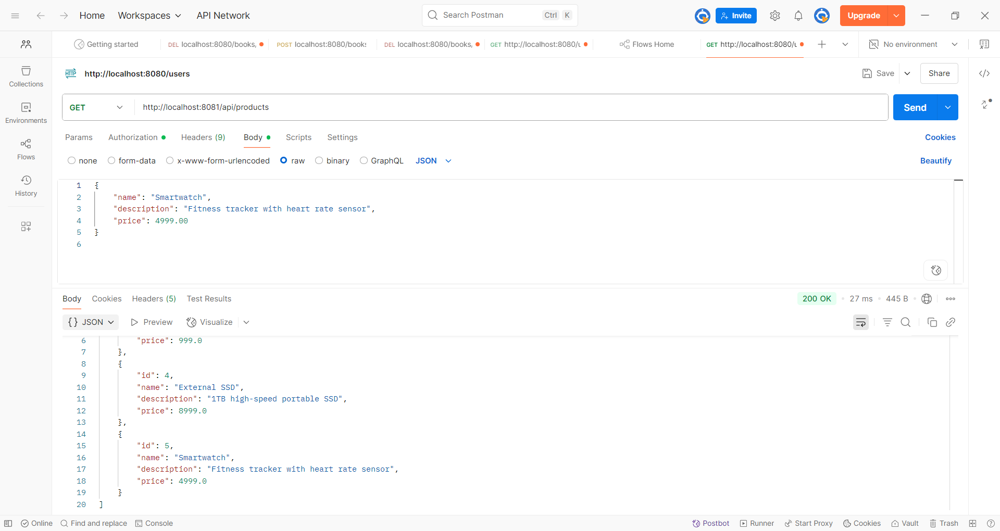 Home Workspaces API Network Search Postman Ctrl K Invite Upgrade
Getting started DEL localhost:8080/books, POST localhost:8080/books DEL localhost:8080/books, GET http://localhost:8080/u Flows Home GET http://localhost:8080/u No environment
Collections
Environments
Flows
History
HTTP http://localhost:8080/users Save Share
GET http://localhost:8081/api/products Send
Params Authorization Headers (9) Body Scripts Settings Cookies
none form-data x-www-form-urlencoded raw binary GraphQL JSON Beautify
1 {
2 "name": "Smartwatch",
3 "description": "Fitness tracker with heart rate sensor",
4 "price": 4999.00
5 }
6
Body Cookies Headers (5) Test Results 200 OK 27 ms 445 B
{} JSON Preview Visualize
6 "price": 999.0
7 },
8 {
9 "id": 4,
10 "name": "External SSD",
11 "description": "1TB high-speed portable SSD",
12 "price": 8999.0
13 },
14 {
15 "id": 5,
16 "name": "Smartwatch",
17 "description": "Fitness tracker with heart rate sensor",
18 "price": 4999.0
19 }
20 ]
Online Find and replace Console Postbot Runner Start Proxy Cookies Vault Trash